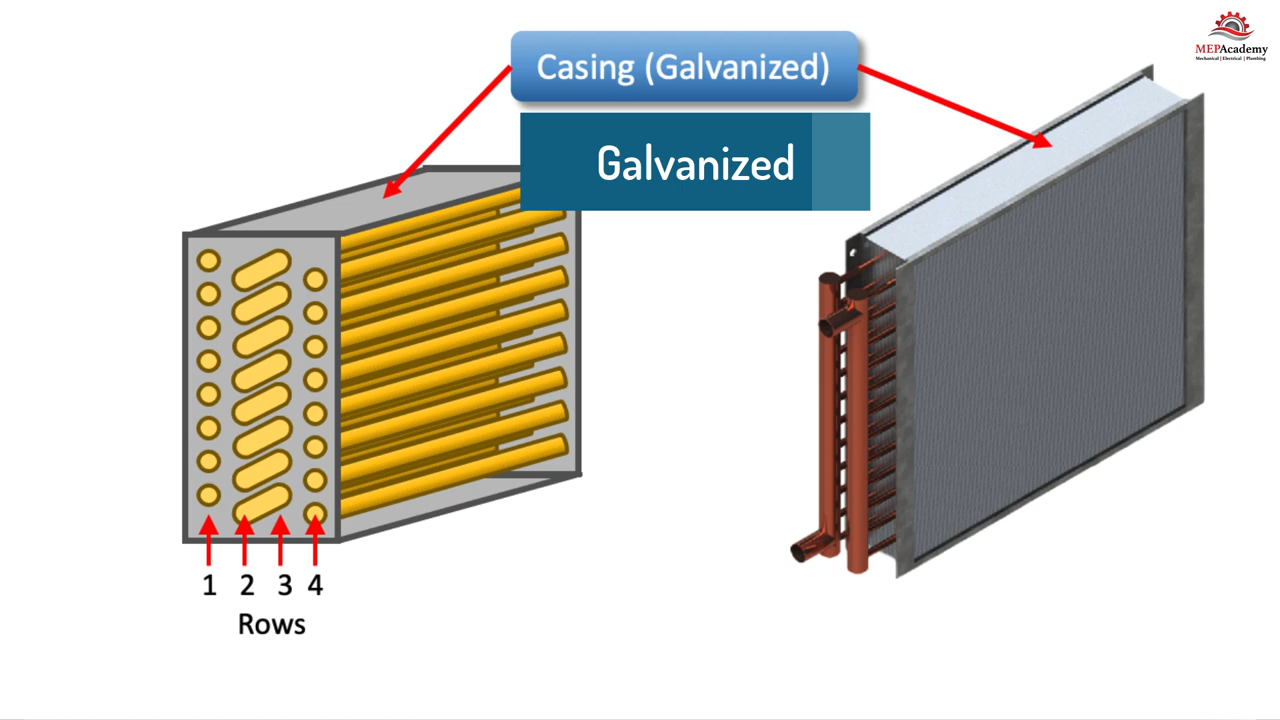 MEPAcademy
Mechanical | Electrical | Plumbing
Casing (Galvanized)
Galvanized
1 2 3 4
Rows